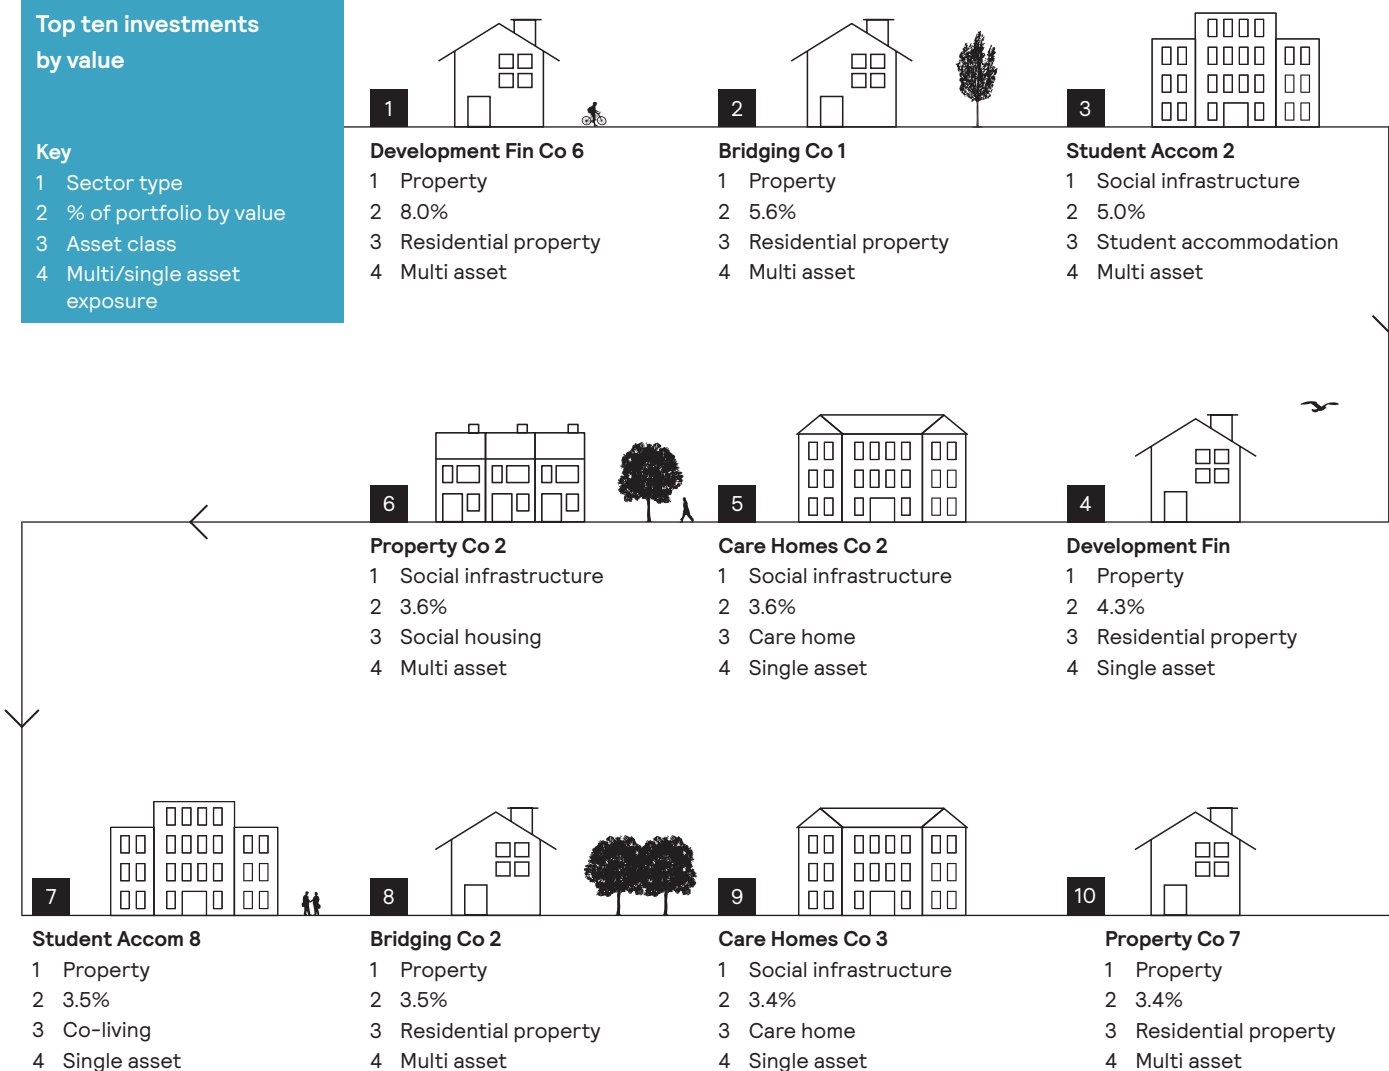 Top ten investments
by value
Key
1 Sector type
2 % of portfolio by value
3 Asset class
4 Multi/single asset
exposure
1
Development Fin Co 6
1 Property
2 8.0%
3 Residential property
4 Multi asset
2
Bridging Co 1
1 Property
2 5.6%
3 Residential property
4 Multi asset
3
Student Accom 2
1 Social infrastructure
2 5.0%
3 Student accommodation
4 Multi asset
4
Development Fin
1 Property
2 4.3%
3 Residential property
4 Single asset
5
Care Homes Co 2
1 Social infrastructure
2 3.6%
3 Care home
4 Single asset
6
Property Co 2
1 Social infrastructure
2 3.6%
3 Social housing
4 Multi asset
7
Student Accom 8
1 Property
2 3.5%
3 Co-living
4 Single asset
8
Bridging Co 2
1 Property
2 3.5%
3 Residential property
4 Multi asset
9
Care Homes Co 3
1 Social infrastructure
2 3.4%
3 Care home
4 Single asset
10
Property Co 7
1 Property
2 3.4%
3 Residential property
4 Multi asset